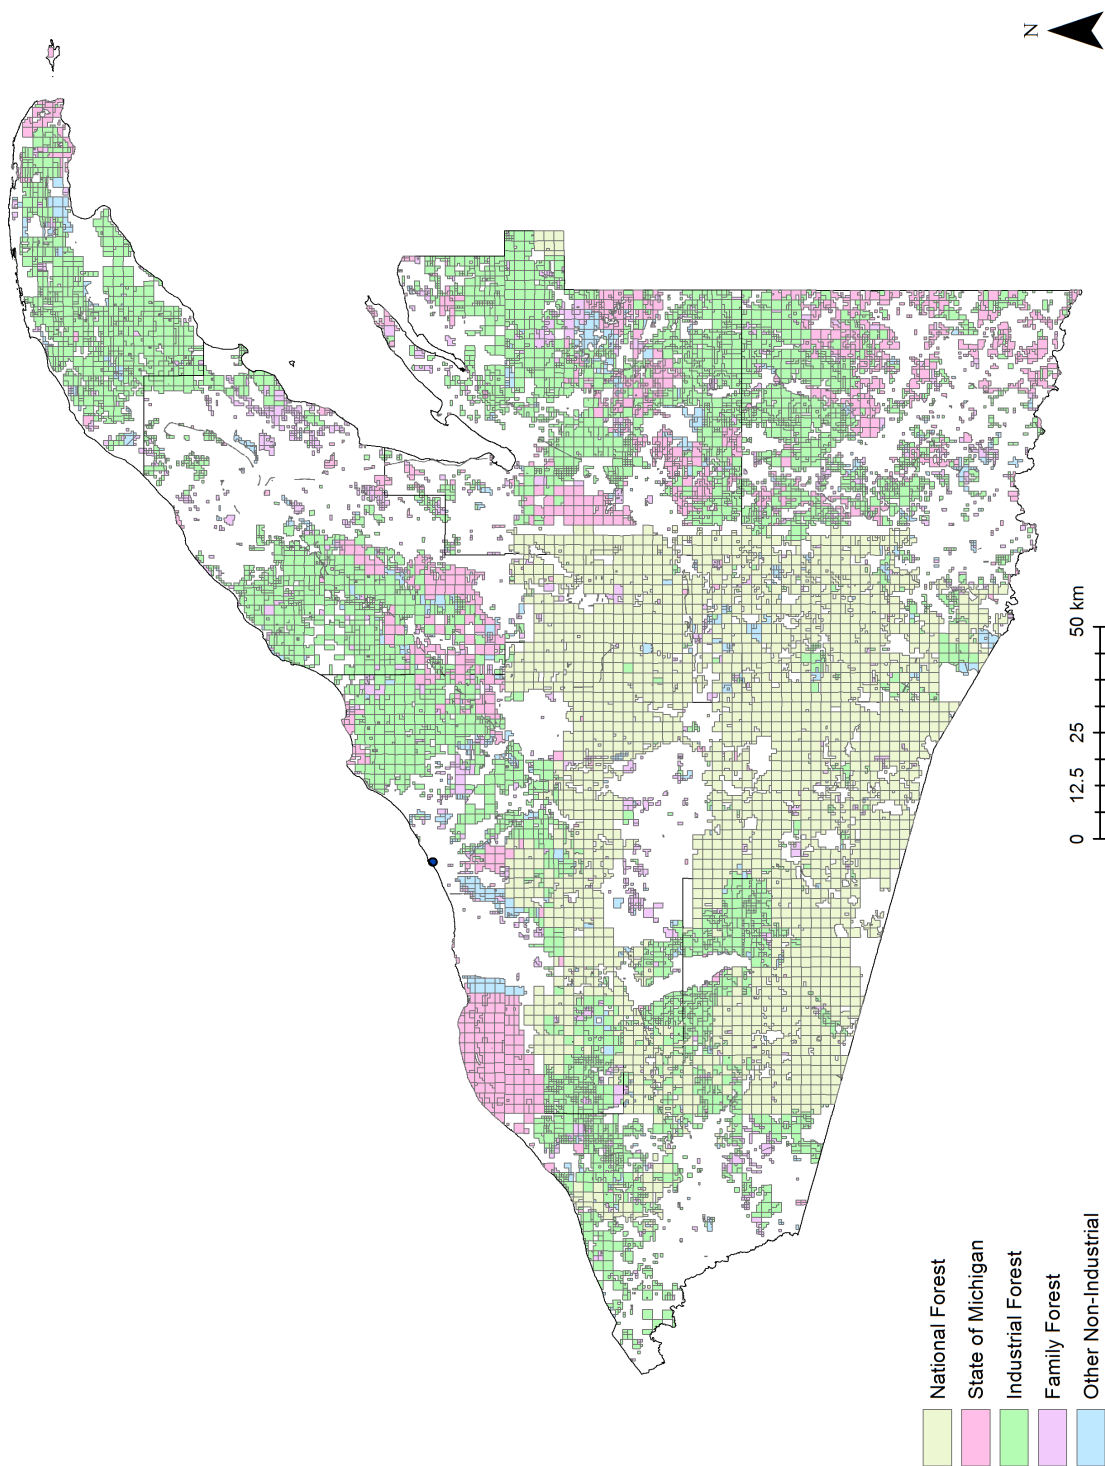 N
National Forest
State of Michigan
Industrial Forest
Family Forest
Other Non-Industrial
0 12.5 25 50 km